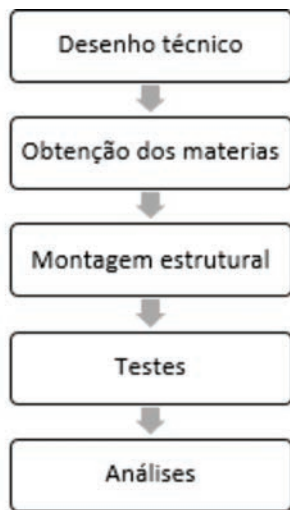 Desenho técnico
Obtenção dos materias
Montagem estrutural
Testes
Análises